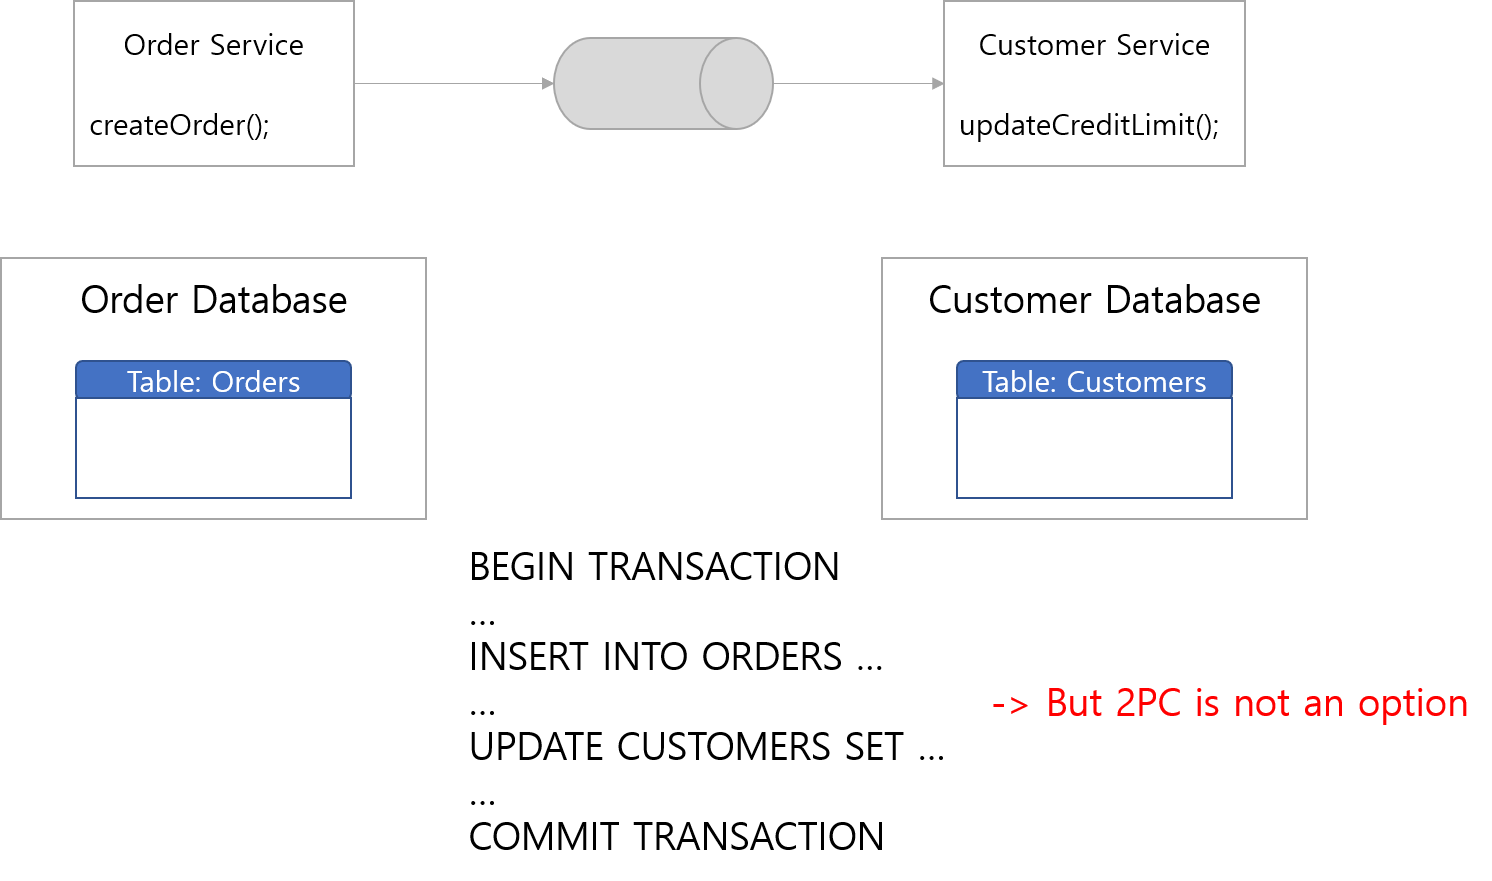 Order Service
createOrder();
Customer Service
updateCreditLimit();
Order Database
Table: Orders
Customer Database
Table: Customers
BEGIN TRANSACTION
...
INSERT INTO ORDERS ...
...
-> But 2PC is not an option
UPDATE CUSTOMERS SET ...
...
COMMIT TRANSACTION